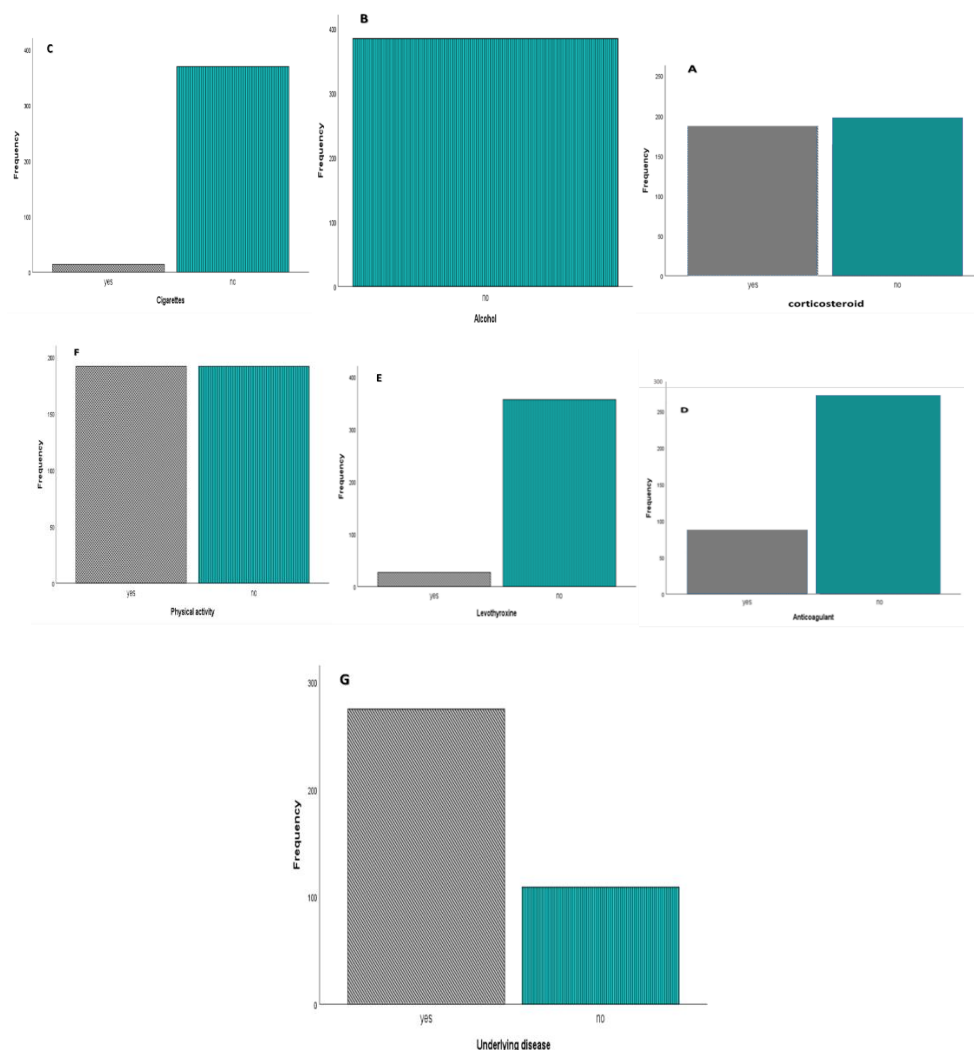 C
Frequency
400
300
200
100
0
yes no
Cigarettes
B
Frequency
400
300
200
100
0
no
Alcohol
A
Frequency
250
200
150
100
50
0
yes no
corticosteroid
F
Frequency
200
150
100
50
0
yes no
Physical activity
E
Frequency
400
300
200
100
0
yes no
Levothyroxine
D
Frequency
300
250
200
150
100
50
0
yes no
Anticoagulant
G
Frequency
300
200
100
0
yes no
Underlying disease